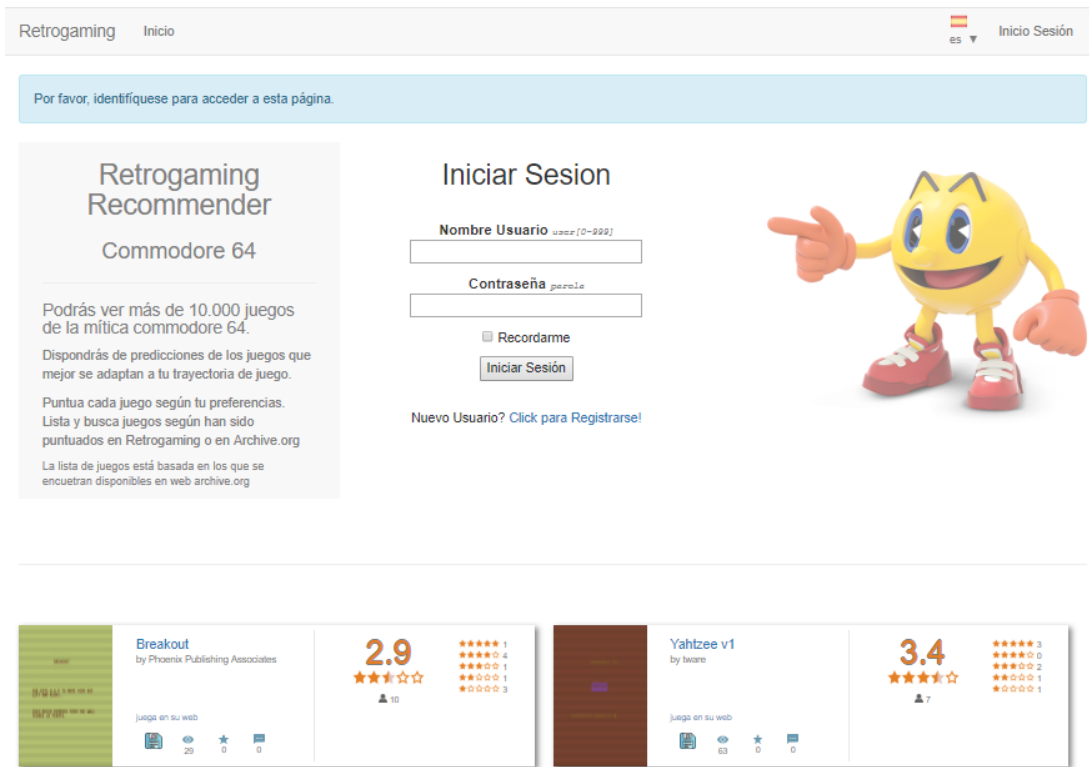 Retrogaming Inicio es ▼ Inicio Sesión
Por favor, identifíquese para acceder a esta página.
Retrogaming
Recommender
Commodore 64
Podrás ver más de 10.000 juegos
de la mítica commodore 64.
Dispondrás de predicciones de los juegos que
mejor se adaptan a tu trayectoria de juego.
Puntua cada juego según tu preferencias.
Lista y busca juegos según han sido
puntuados en Retrogaming o en Archive.org
La lista de juegos está basada en los que se
encuetran disponibles en web archive.org
Iniciar Sesion
Nombre Usuario user[0-999]
Contraseña parola
Recordarme
Iniciar Sesión
Nuevo Usuario? Click para Registrarse!
Breakout
by Phoenix Publishing Associates
juega en su web
29 0 0
2.9
10
1
4
1
1
3
Yahtzee v1
by tware
juega en su web
63 0 0
3.4
7
3
0
2
1
1